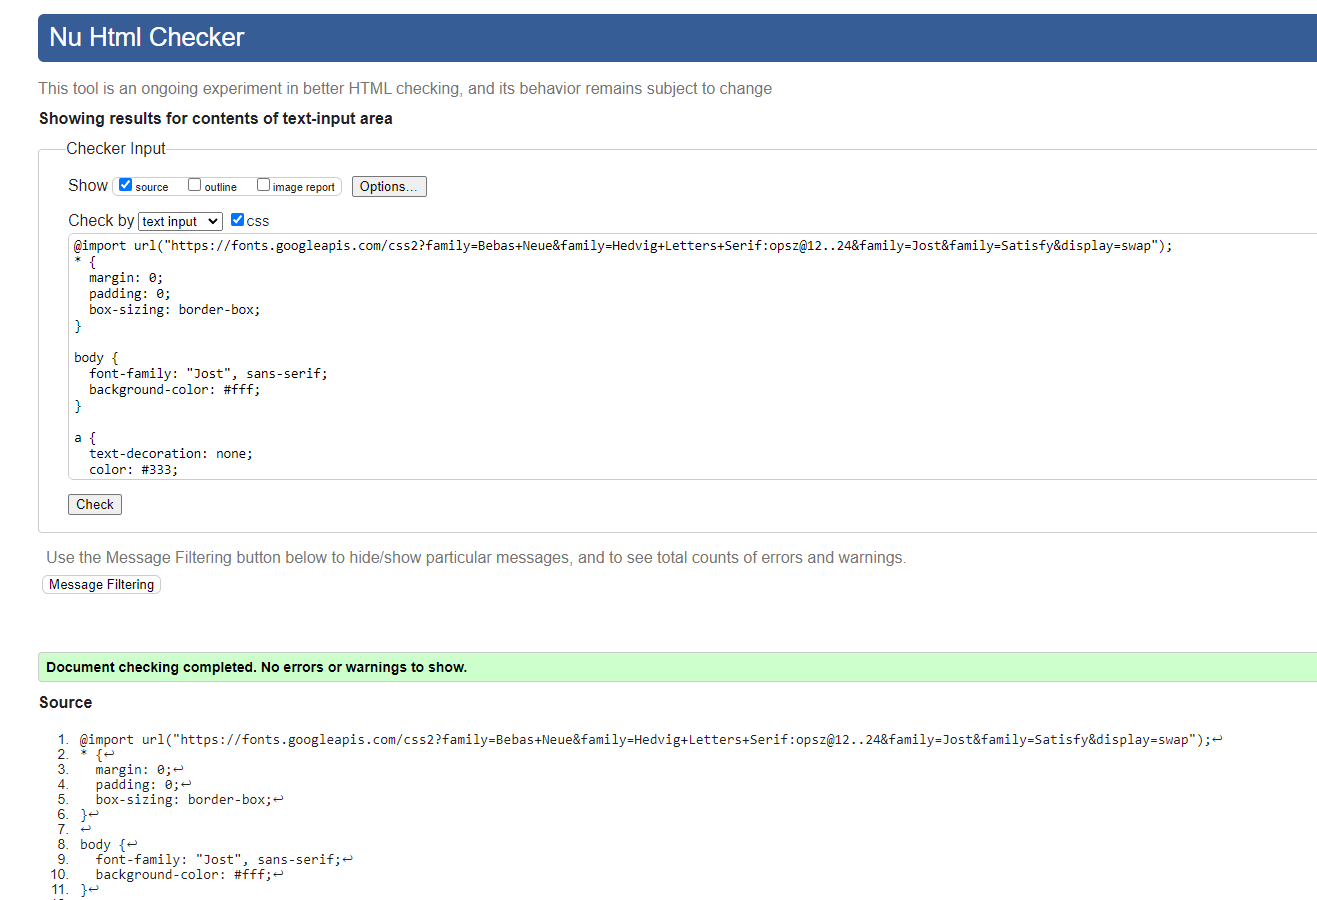 Nu Html Checker
This tool is an ongoing experiment in better HTML checking, and its behavior remains subject to change
Showing results for contents of text-input area
Checker Input
Show source outline image report Options...
Check by text input CSS
@import url("https://fonts.googleapis.com/css2?family=Bebas+Neue&family=Hedvig+Letters+Serif:opsz@12..24&family=Jost&family=Satisfy&display=swap");
* {
  margin: 0;
  padding: 0;
  box-sizing: border-box;
}
body {
  font-family: "Jost", sans-serif;
  background-color: #fff;
}
a {
  text-decoration: none;
  color: #333;
Check
Use the Message Filtering button below to hide/show particular messages, and to see total counts of errors and warnings.
Message Filtering
Document checking completed. No errors or warnings to show.
Source
1. @import url("https://fonts.googleapis.com/css2?family=Bebas+Neue&family=Hedvig+Letters+Serif:opsz@12..24&family=Jost&family=Satisfy&display=swap");↩
2. * {↩
3.   margin: 0;↩
4.   padding: 0;↩
5.   box-sizing: border-box;↩
6. }↩
7. ↩
8. body {↩
9.   font-family: "Jost", sans-serif;↩
10.   background-color: #fff;↩
11. }↩